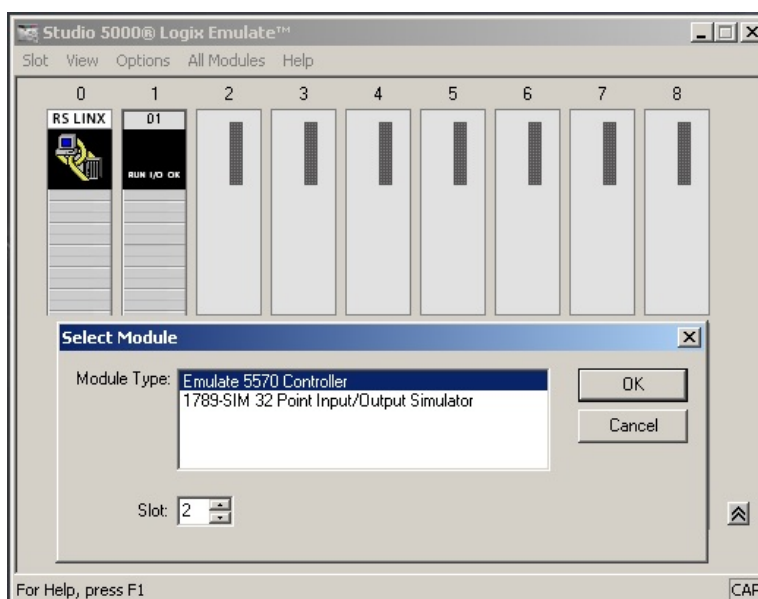 Studio 5000® Logix Emulate™
Slot View Options All Modules Help
0 1 2 3 4 5 6 7 8
RS LINX 01
RUN I/O OK
Select Module
Module Type:
Emulate 5570 Controller
1789-SIM 32 Point Input/Output Simulator
OK
Cancel
Slot: 2
For Help, press F1
CAP